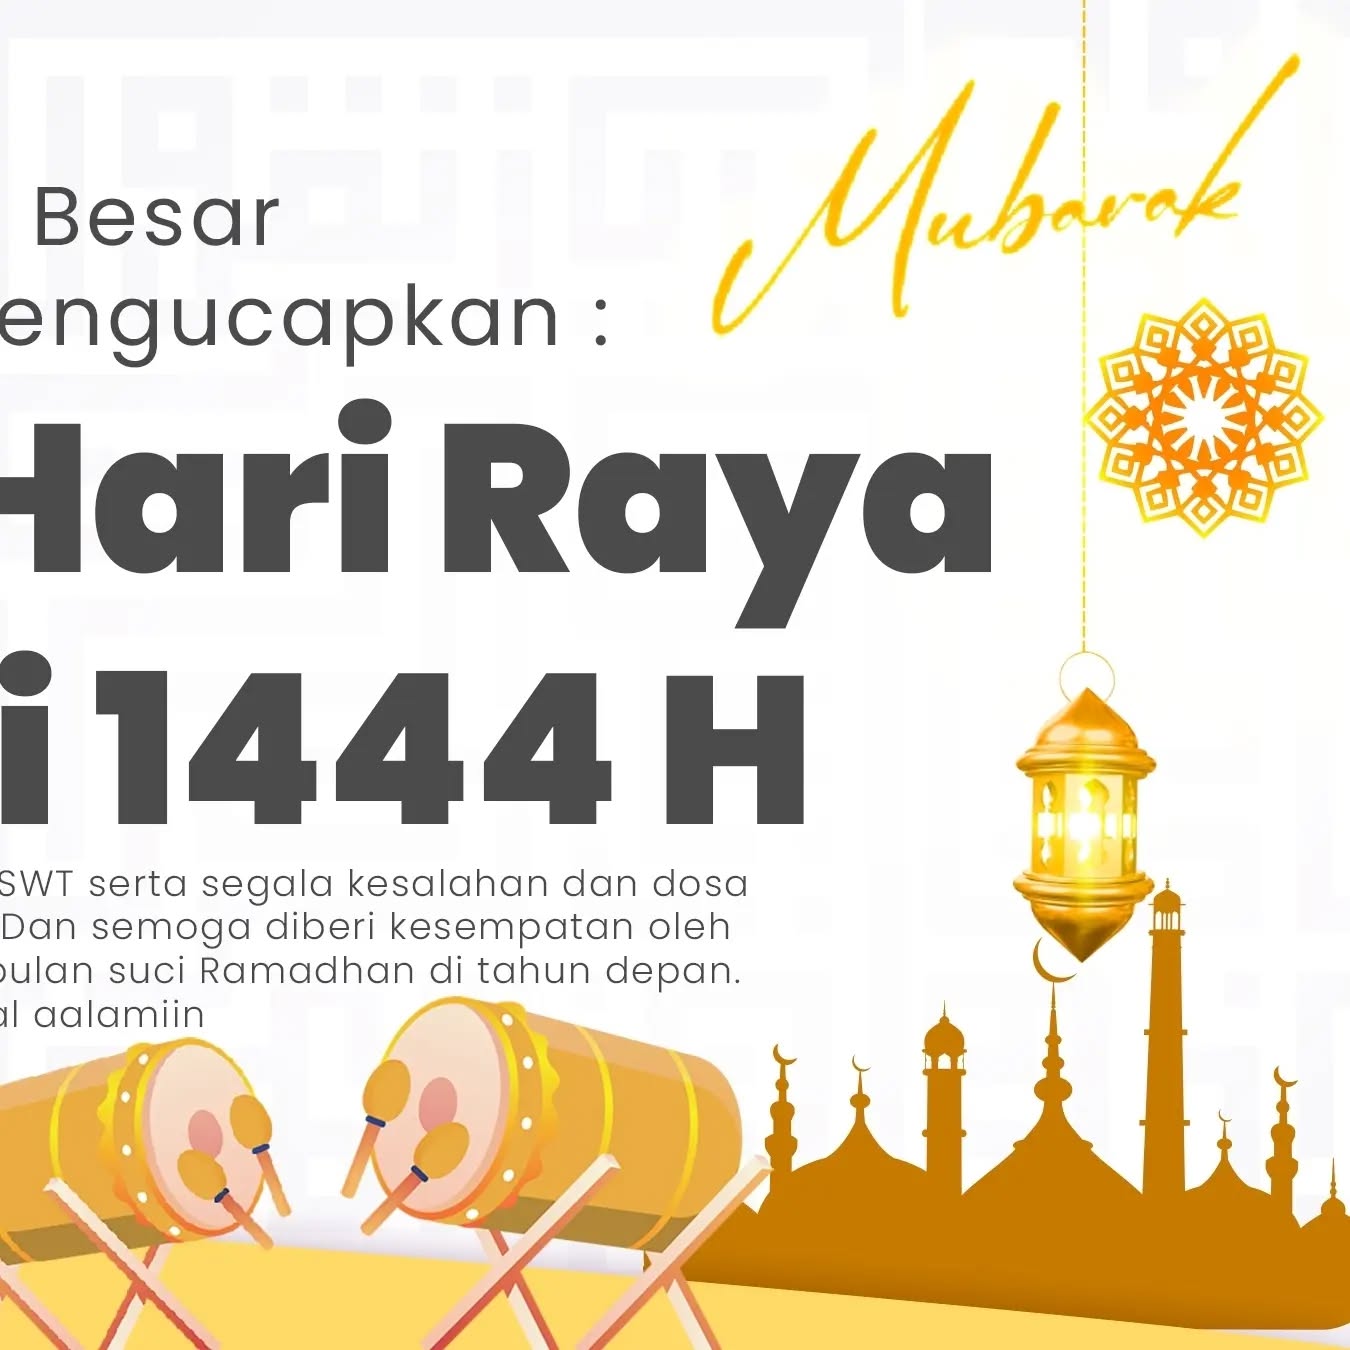 Mubarak
Besar
engucapkan :
Hari Raya
i 1444 H
SWT serta segala kesalahan dan dosa
Dan semoga diberi kesempatan oleh
bulan suci Ramadhan di tahun depan.
al aalamiin